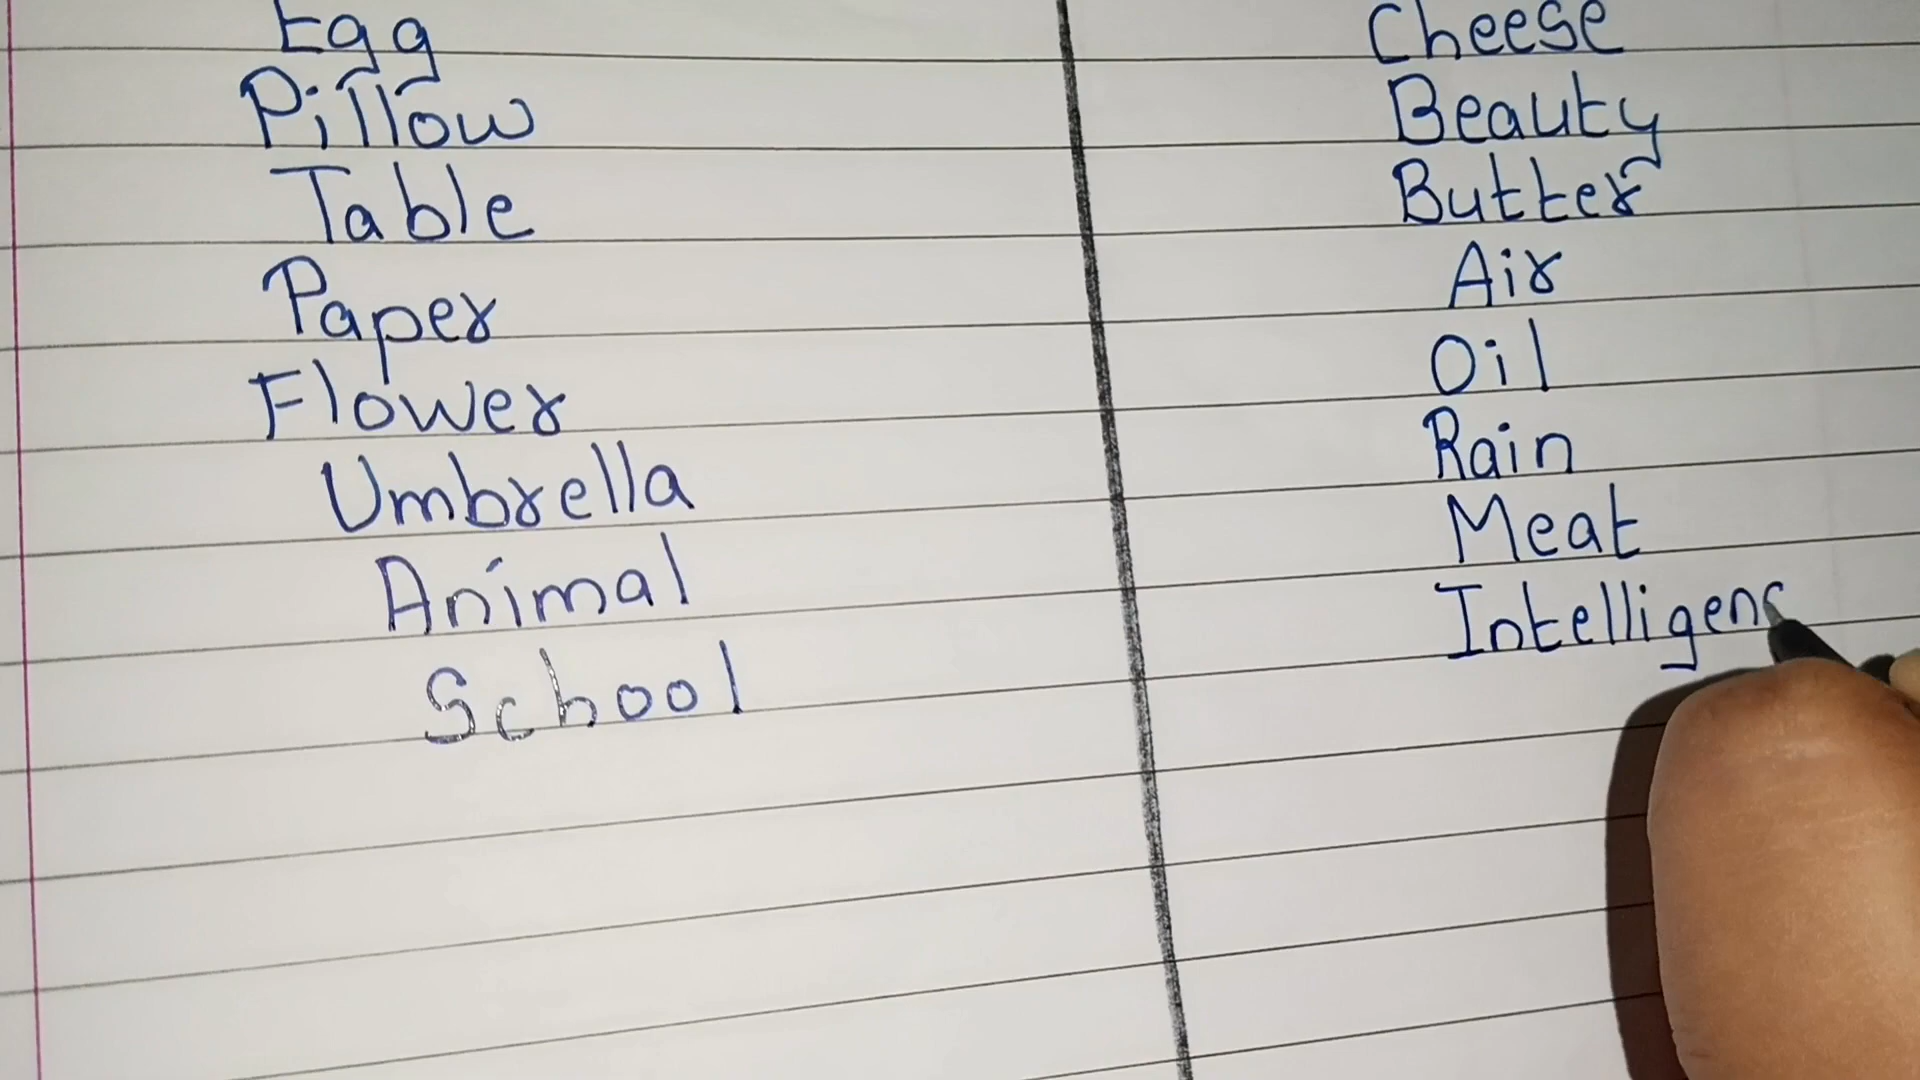 Egg
Pillow
Table
Paper
Flower
Umbrella
Animal
School
Cheese
Beauty
Butter
Air
Oil
Rain
Meat
Intelligenc